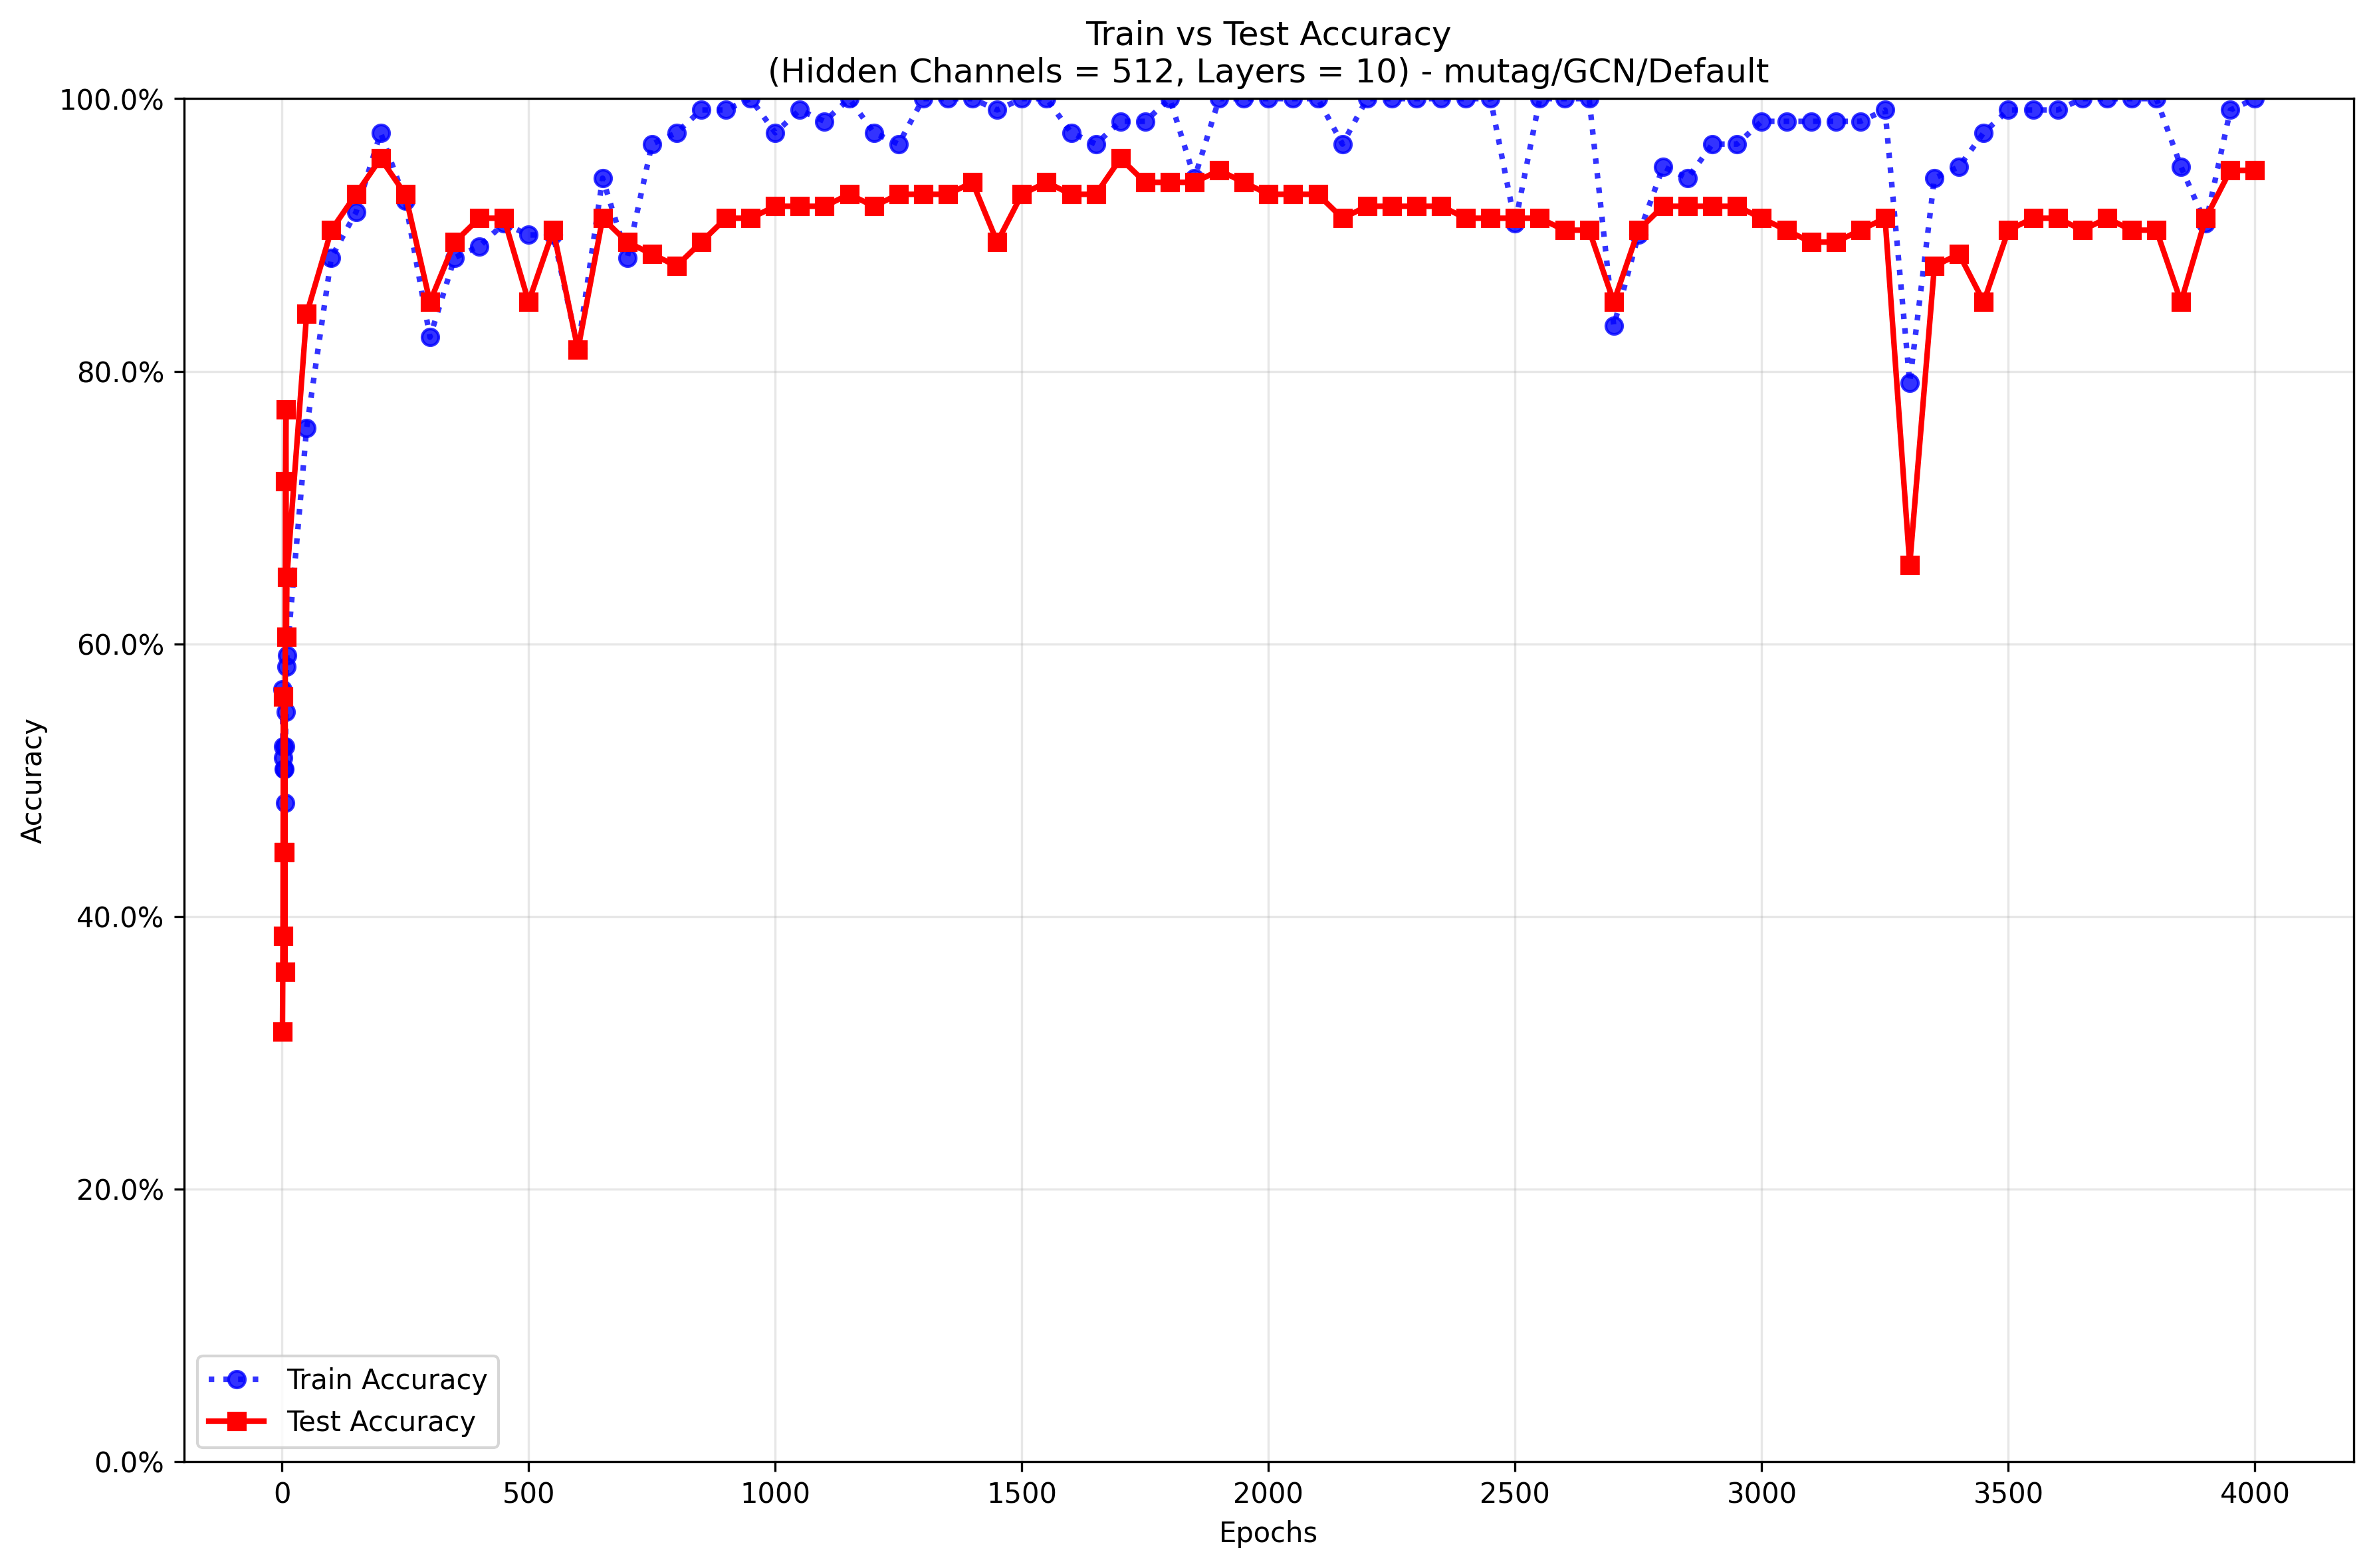 Train vs Test Accuracy
(Hidden Channels = 512, Layers = 10) - mutag/GCN/Default
100.0%
80.0%
60.0%
40.0%
20.0%
0.0%
Accuracy
Train Accuracy
Test Accuracy
0 500 1000 1500 2000 2500 3000 3500 4000
Epochs